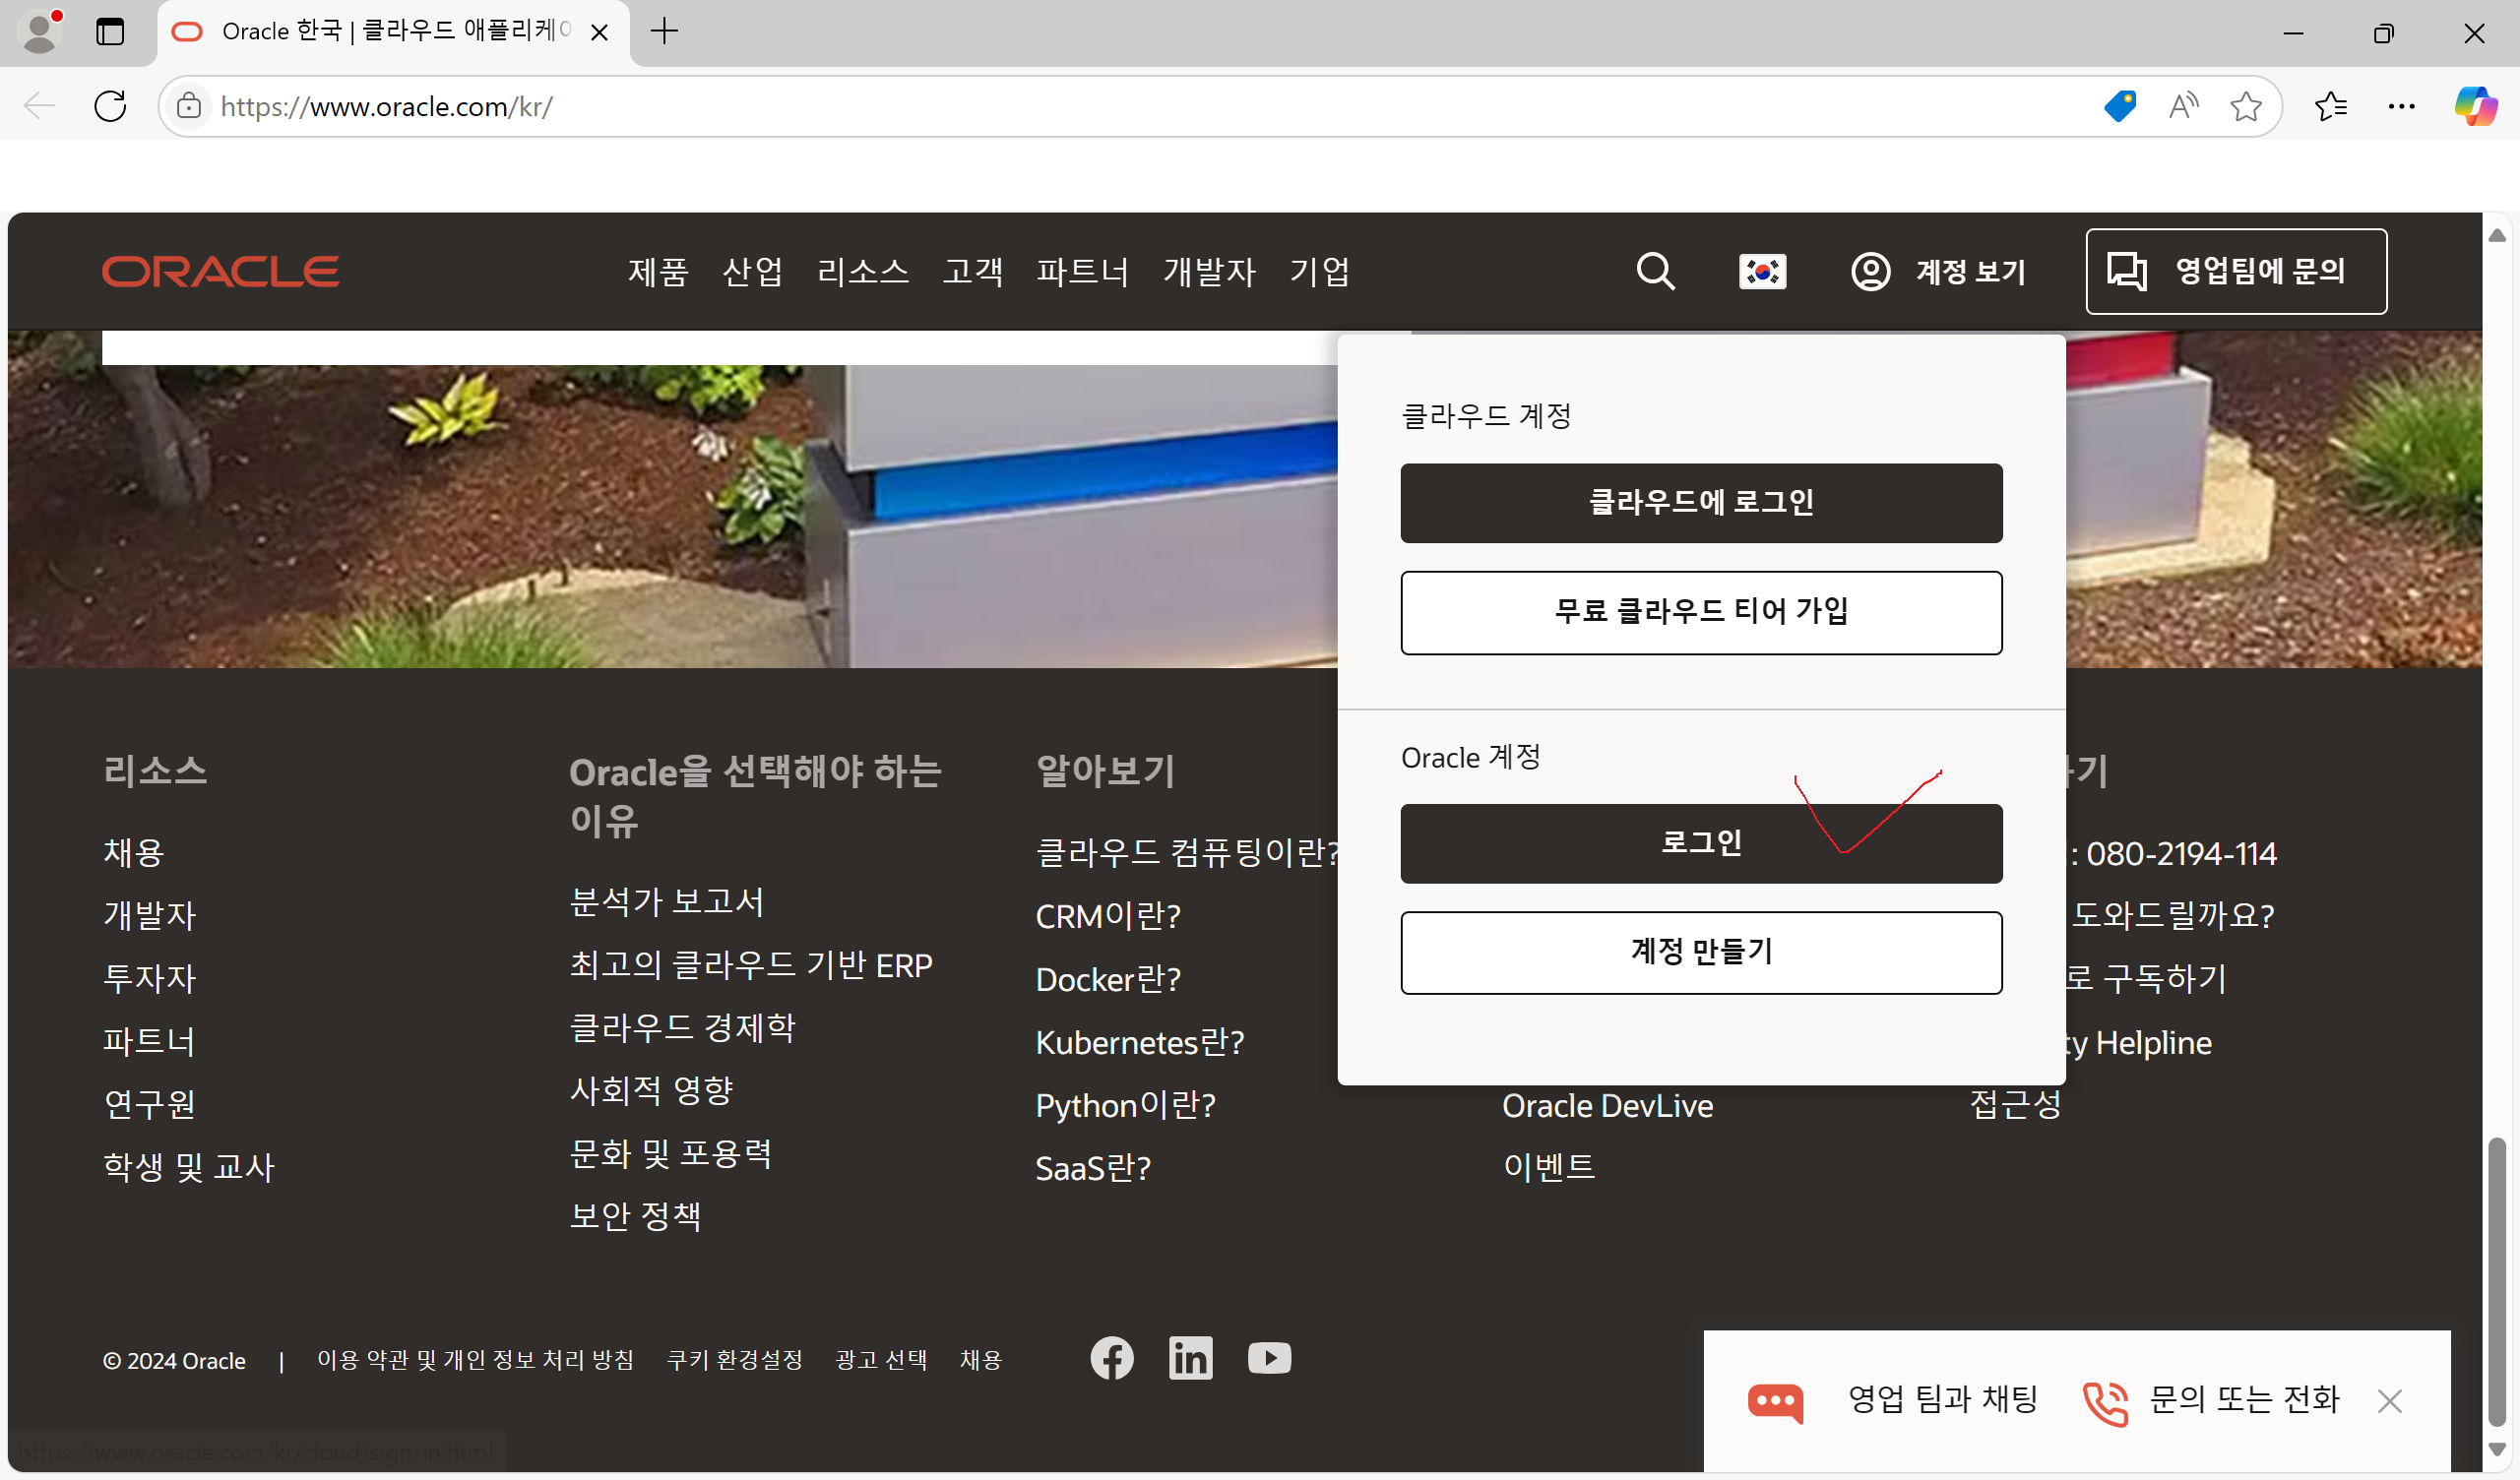 Oracle 한국 | 클라우드 애플리케이
https://www.oracle.com/kr/
ORACLE
제품 산업 리소스 고객 파트너 개발자 기업
계정 보기
영업팀에 문의
클라우드 계정
클라우드에 로그인
무료 클라우드 티어 가입
Oracle 계정
로그인
계정 만들기
리소스
채용
개발자
투자자
파트너
연구원
학생 및 교사
Oracle을 선택해야 하는
이유
분석가 보고서
최고의 클라우드 기반 ERP
클라우드 경제학
사회적 영향
문화 및 포용력
보안 정책
알아보기
클라우드 컴퓨팅이란?
CRM이란?
Docker란?
Kubernetes란?
Python이란?
SaaS란?
Oracle DevLive
이벤트
기
: 080-2194-114
도와드릴까요?
로 구독하기
ty Helpline
접근성
© 2024 Oracle | 이용 약관 및 개인 정보 처리 방침 쿠키 환경설정 광고 선택 채용
영업 팀과 채팅
문의 또는 전화
https://www.oracle.com/kr/cloud/sign-in.html